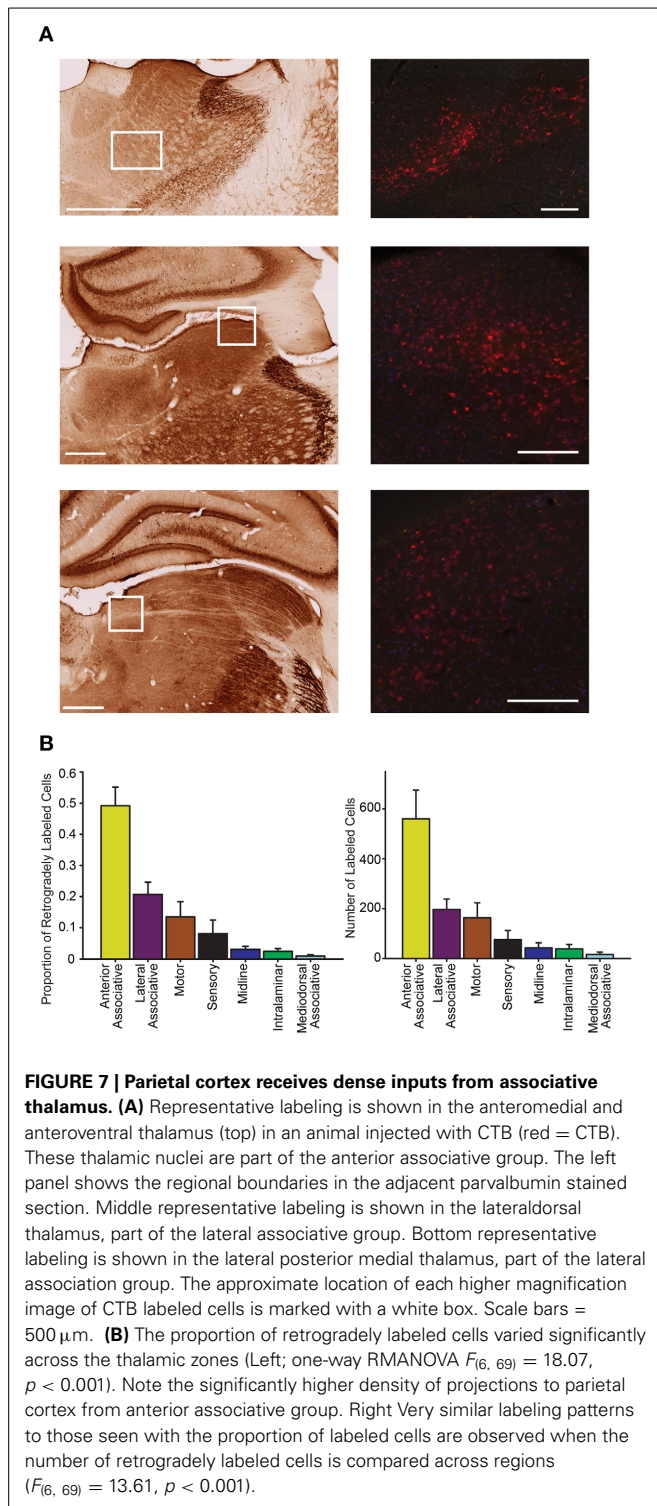 A
B
Proportion of Retrogradely Labeled Cells
0.6
0.5
0.4
0.3
0.2
0.1
0
Anterior
Associative
Lateral
Associative
Motor
Sensory
Midline
Intralaminar
Mediodorsal
Associative
Number of Labeled Cells
600
400
200
0
Anterior
Associative
Lateral
Associative
Motor
Sensory
Midline
Intralaminar
Mediodorsal
Associative
FIGURE 7 | Parietal cortex receives dense inputs from associative
thalamus. (A) Representative labeling is shown in the anteromedial and
anteroventral thalamus (top) in an animal injected with CTB (red = CTB).
These thalamic nuclei are part of the anterior associative group. The left
panel shows the regional boundaries in the adjacent parvalbumin stained
section. Middle representative labeling is shown in the lateraldorsal
thalamus, part of the lateral associative group. Bottom representative
labeling is shown in the lateral posterior medial thalamus, part of the lateral
association group. The approximate location of each higher magnification
image of CTB labeled cells is marked with a white box. Scale bars =
500 μm. (B) The proportion of retrogradely labeled cells varied significantly
across the thalamic zones (Left; one-way RMANOVA F(6, 69) = 18.07,
p < 0.001). Note the significantly higher density of projections to parietal
cortex from anterior associative group. Right Very similar labeling patterns
to those seen with the proportion of labeled cells are observed when the
number of retrogradely labeled cells is compared across regions
(F(6, 69) = 13.61, p < 0.001).